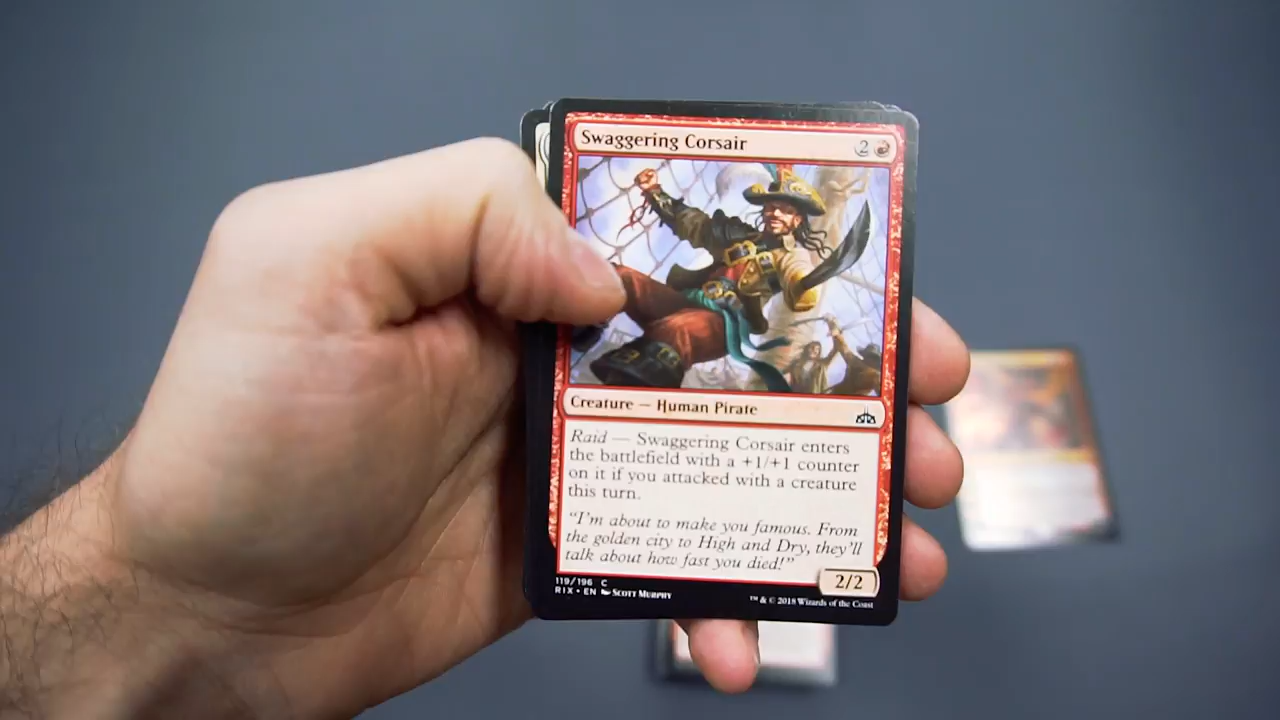 Swaggering Corsair 2
Creature — Human Pirate
Raid — Swaggering Corsair enters
the battlefield with a +1/+1 counter
on it if you attacked with a creature
this turn.
"I'm about to make you famous. From
the golden city to High and Dry, they'll
talk about how fast you died!"
2/2
119/196 C
RIX • EN Scott Murphy
™ & © 2018 Wizards of the Coast